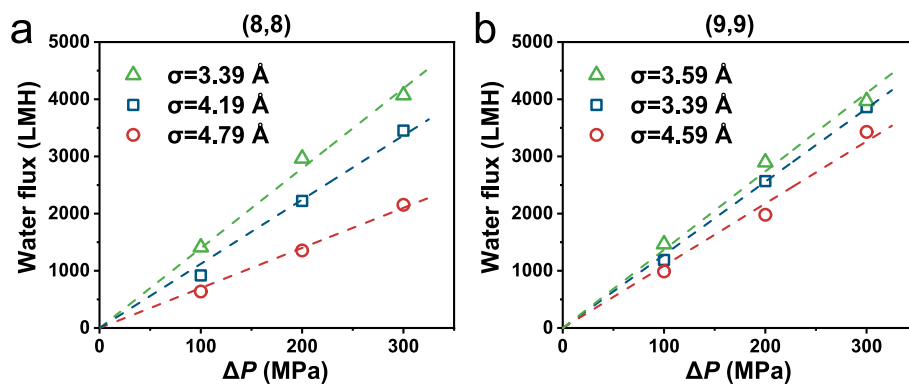 a
(8,8)
5000
4000
3000
2000
1000
0
Water flux (LMH)
σ=3.39 Å
σ=4.19 Å
σ=4.79 Å
0 100 200 300
ΔP (MPa)
b
(9,9)
5000
4000
3000
2000
1000
0
Water flux (LMH)
σ=3.59 Å
σ=3.39 Å
σ=4.59 Å
0 100 200 300
ΔP (MPa)